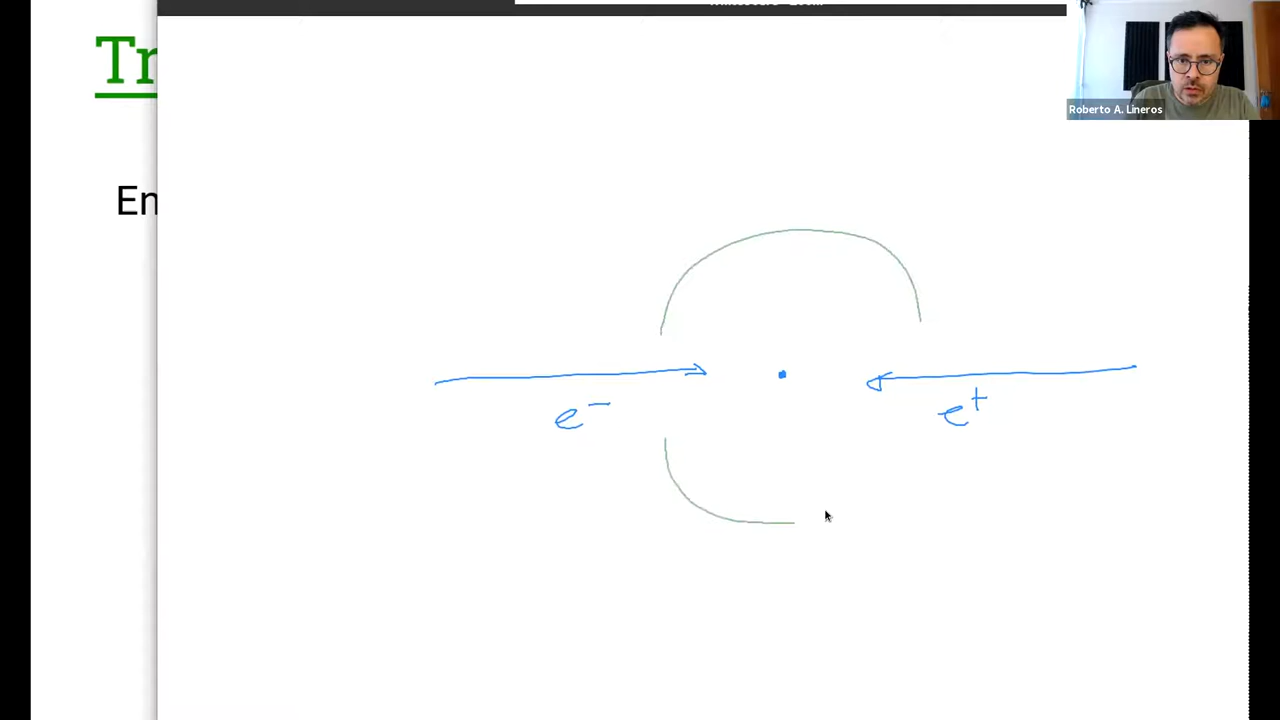 Tr
Roberto A. Lineros
En
e⁻
e⁺